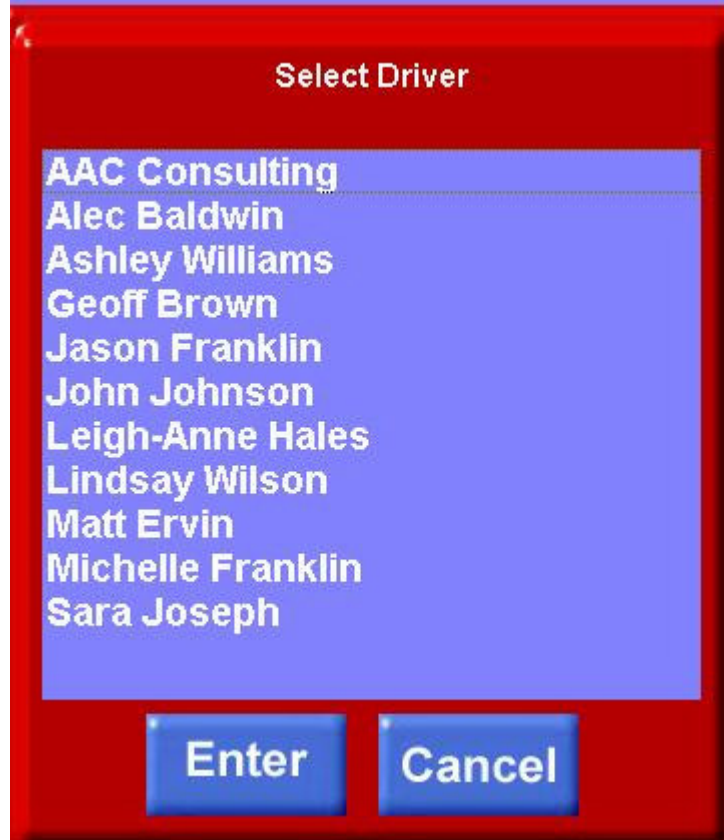 Select Driver
AAC Consulting
Alec Baldwin
Ashley Williams
Geoff Brown
Jason Franklin
John Johnson
Leigh-Anne Hales
Lindsay Wilson
Matt Ervin
Michelle Franklin
Sara Joseph
Enter Cancel